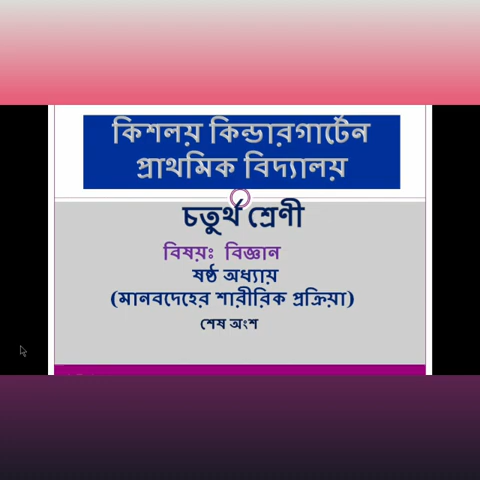 কিশলয় কিন্ডারগার্টেন
প্রাথমিক বিদ্যালয়
চতুর্থ শ্রেণী
বিষয়ঃ বিজ্ঞান
ষষ্ঠ অধ্যায়
(মানবদেহের শারীরিক প্রক্রিয়া)
শেষ অংশ